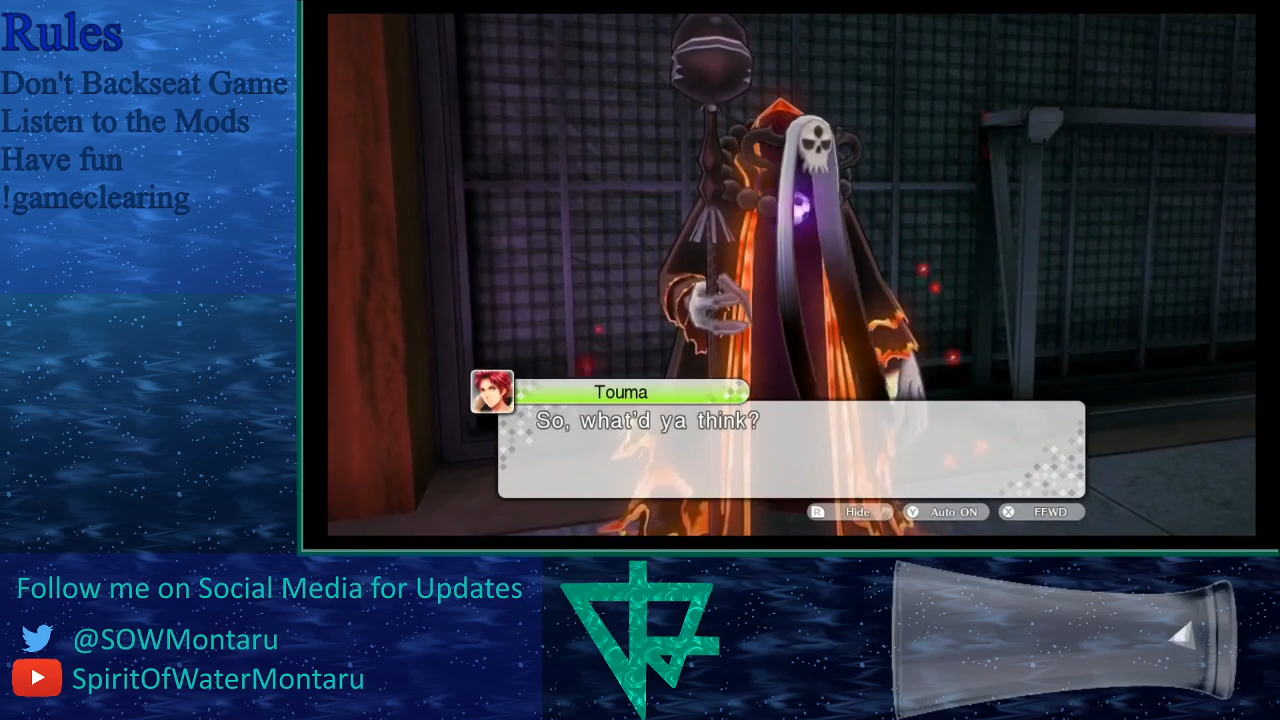 Rules
Don't Backseat Game
Listen to the Mods
Have fun
!gameclearing
Touma
So, what'd ya think?
R Hide
Y Auto ON
X FFWD
Follow me on Social Media for Updates
@SOWMontaru
SpiritOfWaterMontaru